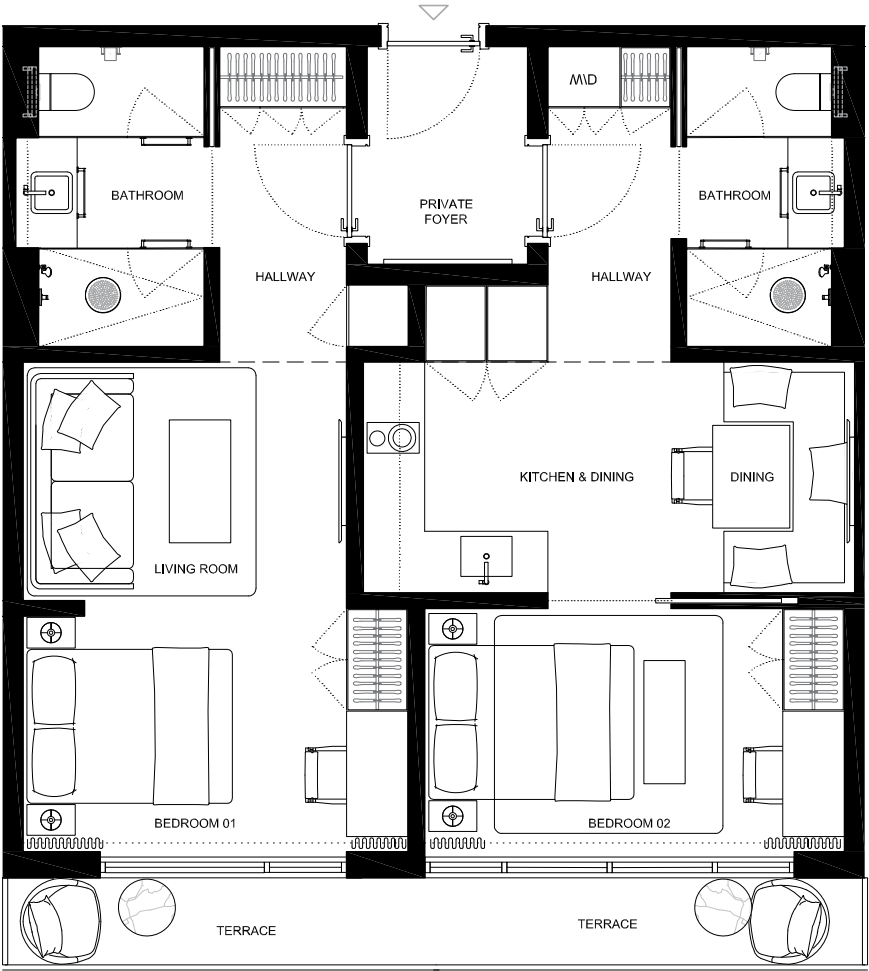 M\D
BATHROOM
PRIVATE
FOYER
BATHROOM
HALLWAY
HALLWAY
KITCHEN & DINING
DINING
LIVING ROOM
BEDROOM 01
BEDROOM 02
TERRACE
TERRACE